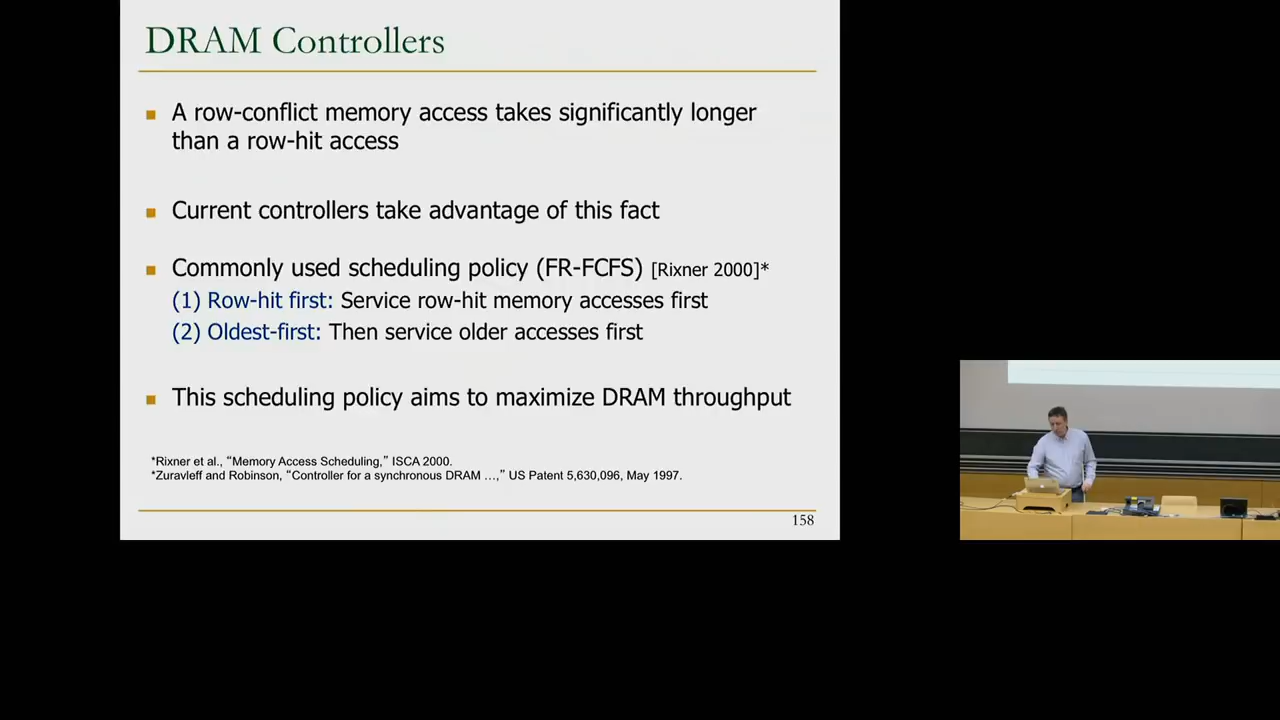 DRAM Controllers
A row-conflict memory access takes significantly longer
than a row-hit access
Current controllers take advantage of this fact
Commonly used scheduling policy (FR-FCFS) [Rixner 2000]*
(1) Row-hit first: Service row-hit memory accesses first
(2) Oldest-first: Then service older accesses first
This scheduling policy aims to maximize DRAM throughput
*Rixner et al., “Memory Access Scheduling,” ISCA 2000.
*Zuravleff and Robinson, “Controller for a synchronous DRAM …,” US Patent 5,630,096, May 1997.
158